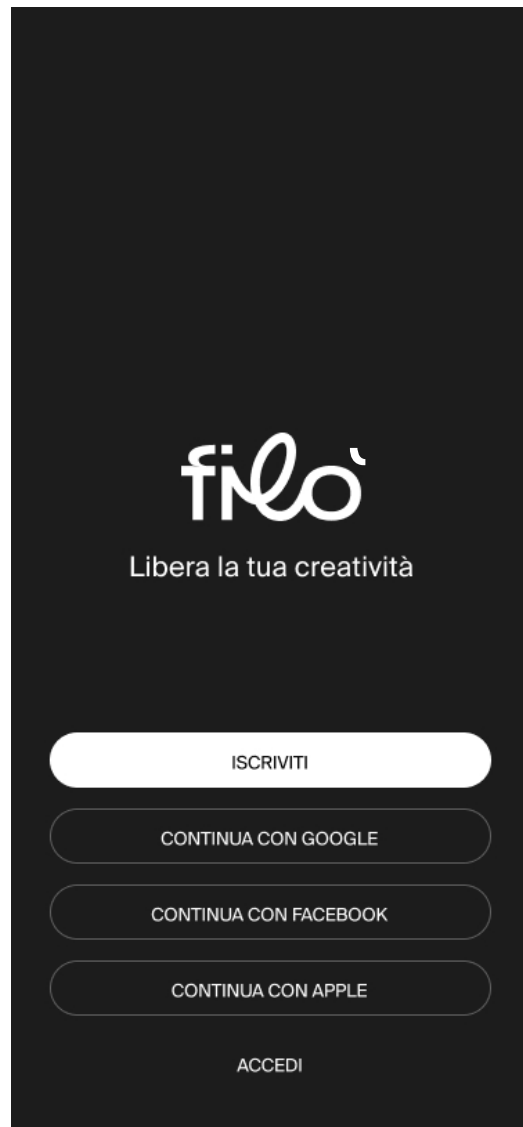 filò
Libera la tua creatività
ISCRIVITI
CONTINUA CON GOOGLE
CONTINUA CON FACEBOOK
CONTINUA CON APPLE
ACCEDI